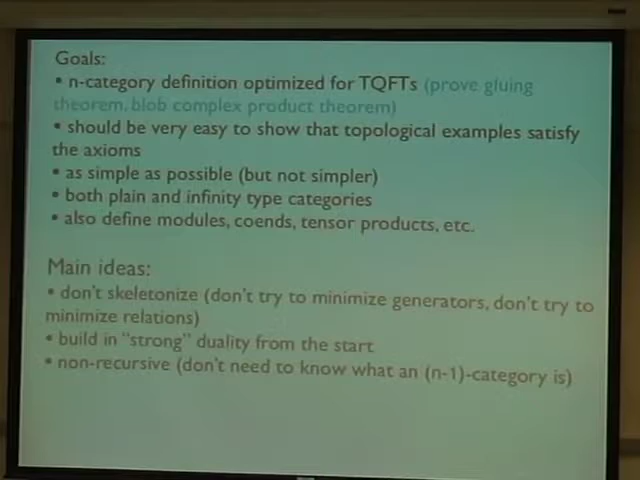 Goals:
• n-category definition optimized for TQFTs (prove gluing
theorem, blob complex product theorem)
• should be very easy to show that topological examples satisfy
the axioms
• as simple as possible (but not simpler)
• both plain and infinity type categories
• also define modules, coends, tensor products, etc.
Main ideas:
• don't skeletonize (don't try to minimize generators, don't try to
minimize relations)
• build in "strong" duality from the start
• non-recursive (don't need to know what an (n-1)-category is)